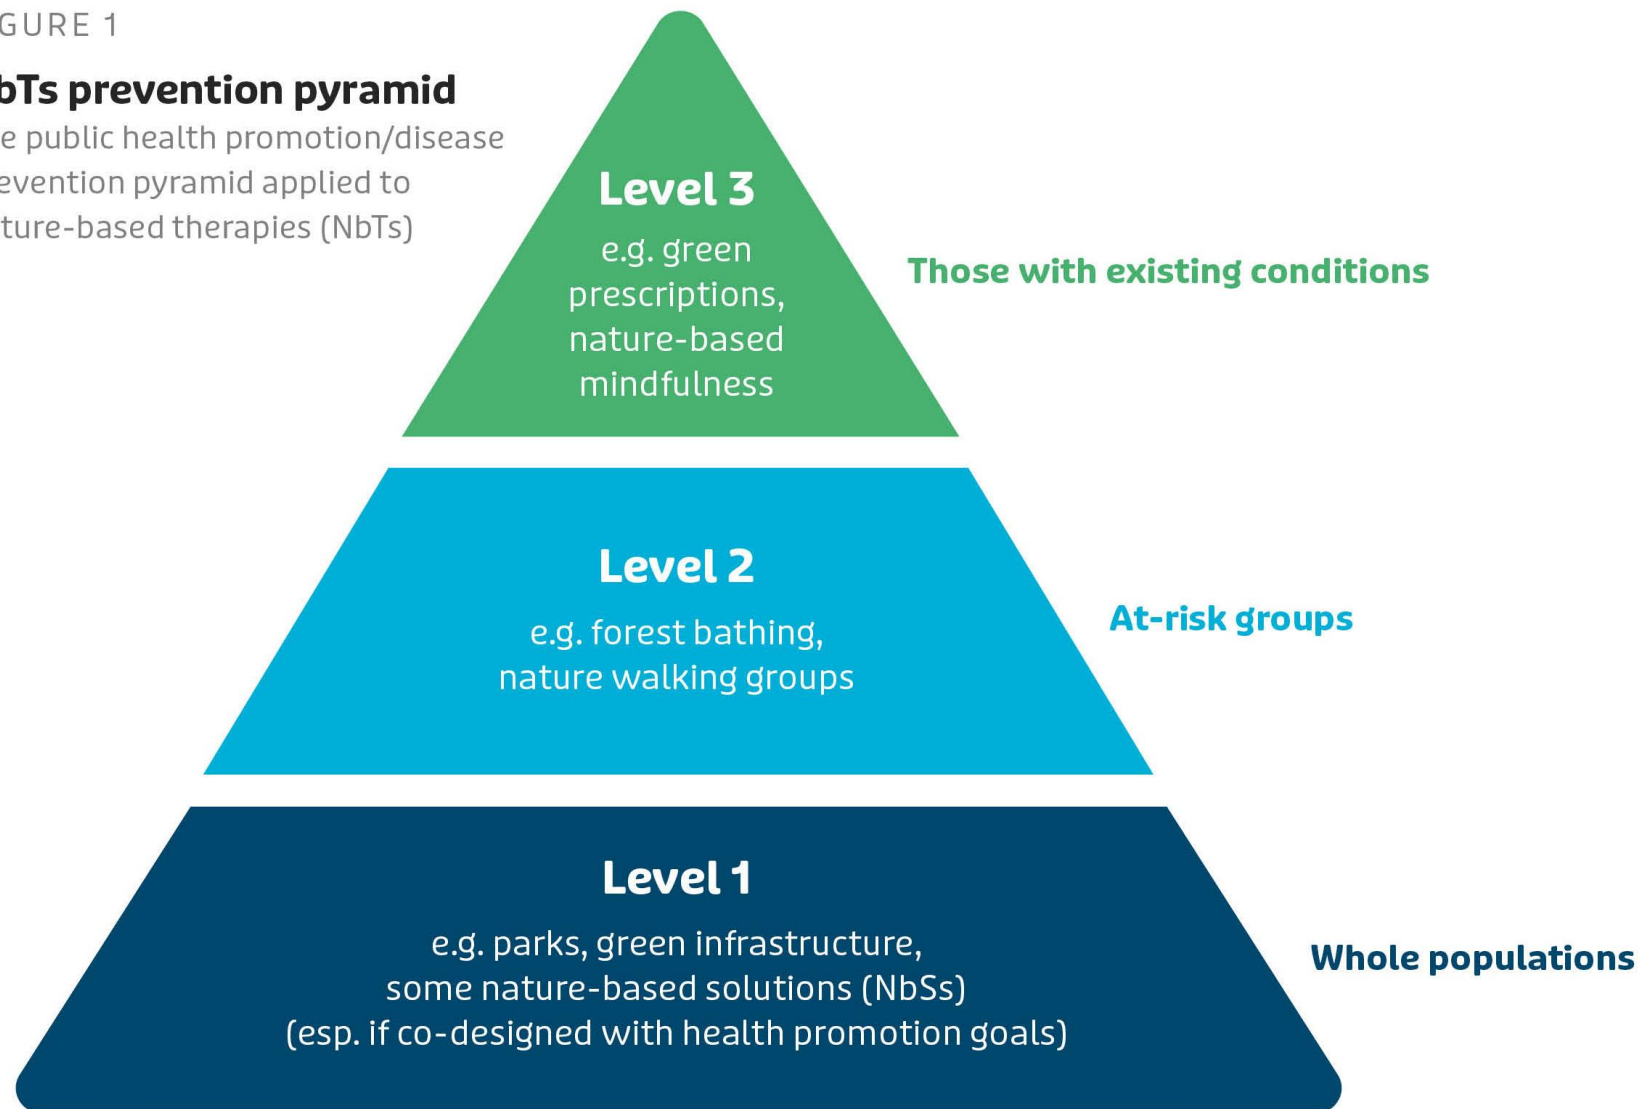 GURE 1
bTs prevention pyramid
e public health promotion/disease
evention pyramid applied to
ture-based therapies (NbTs)
Level 3
e.g. green
prescriptions,
nature-based
mindfulness
Those with existing conditions
Level 2
e.g. forest bathing,
nature walking groups
At-risk groups
Level 1
e.g. parks, green infrastructure,
some nature-based solutions (NbSs)
(esp. if co-designed with health promotion goals)
Whole populations